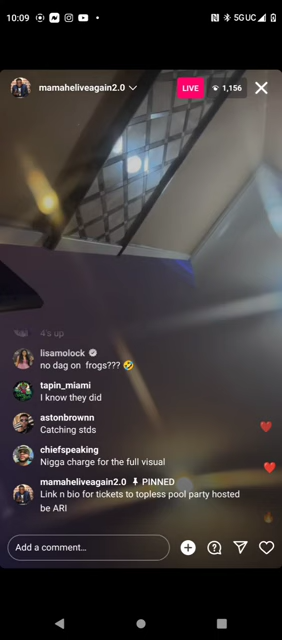 10:09
5GUC
mamaheliveagain2.0
LIVE
1,156
4's up
lisamolock
no dag on frogs??? 🤣
tapin_miami
I know they did
astonbrownn
Catching stds
chiefspeaking
Nigga charge for the full visual
mamaheliveagain2.0 PINNED
Link n bio for tickets to topless pool party hosted
be ARI
Add a comment...